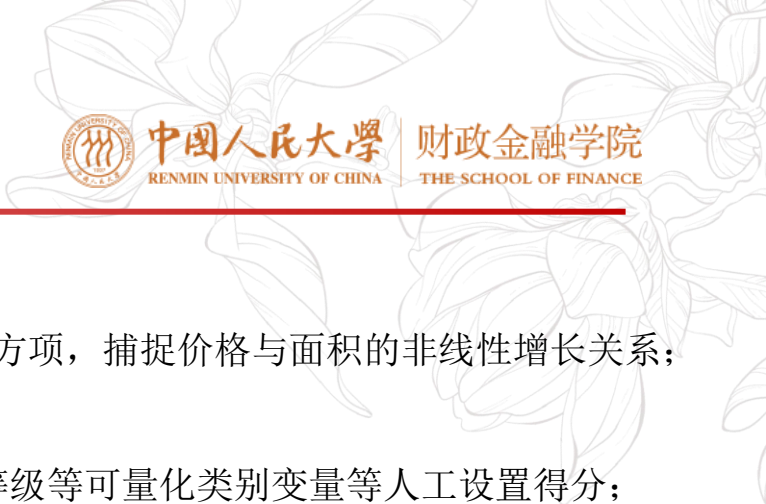 中国人民大學 财政金融学院
RENMIN UNIVERSITY OF CHINA THE SCHOOL OF FINANCE
方项，捕捉价格与面积的非线性增长关系；
等级等可量化类别变量等人工设置得分；